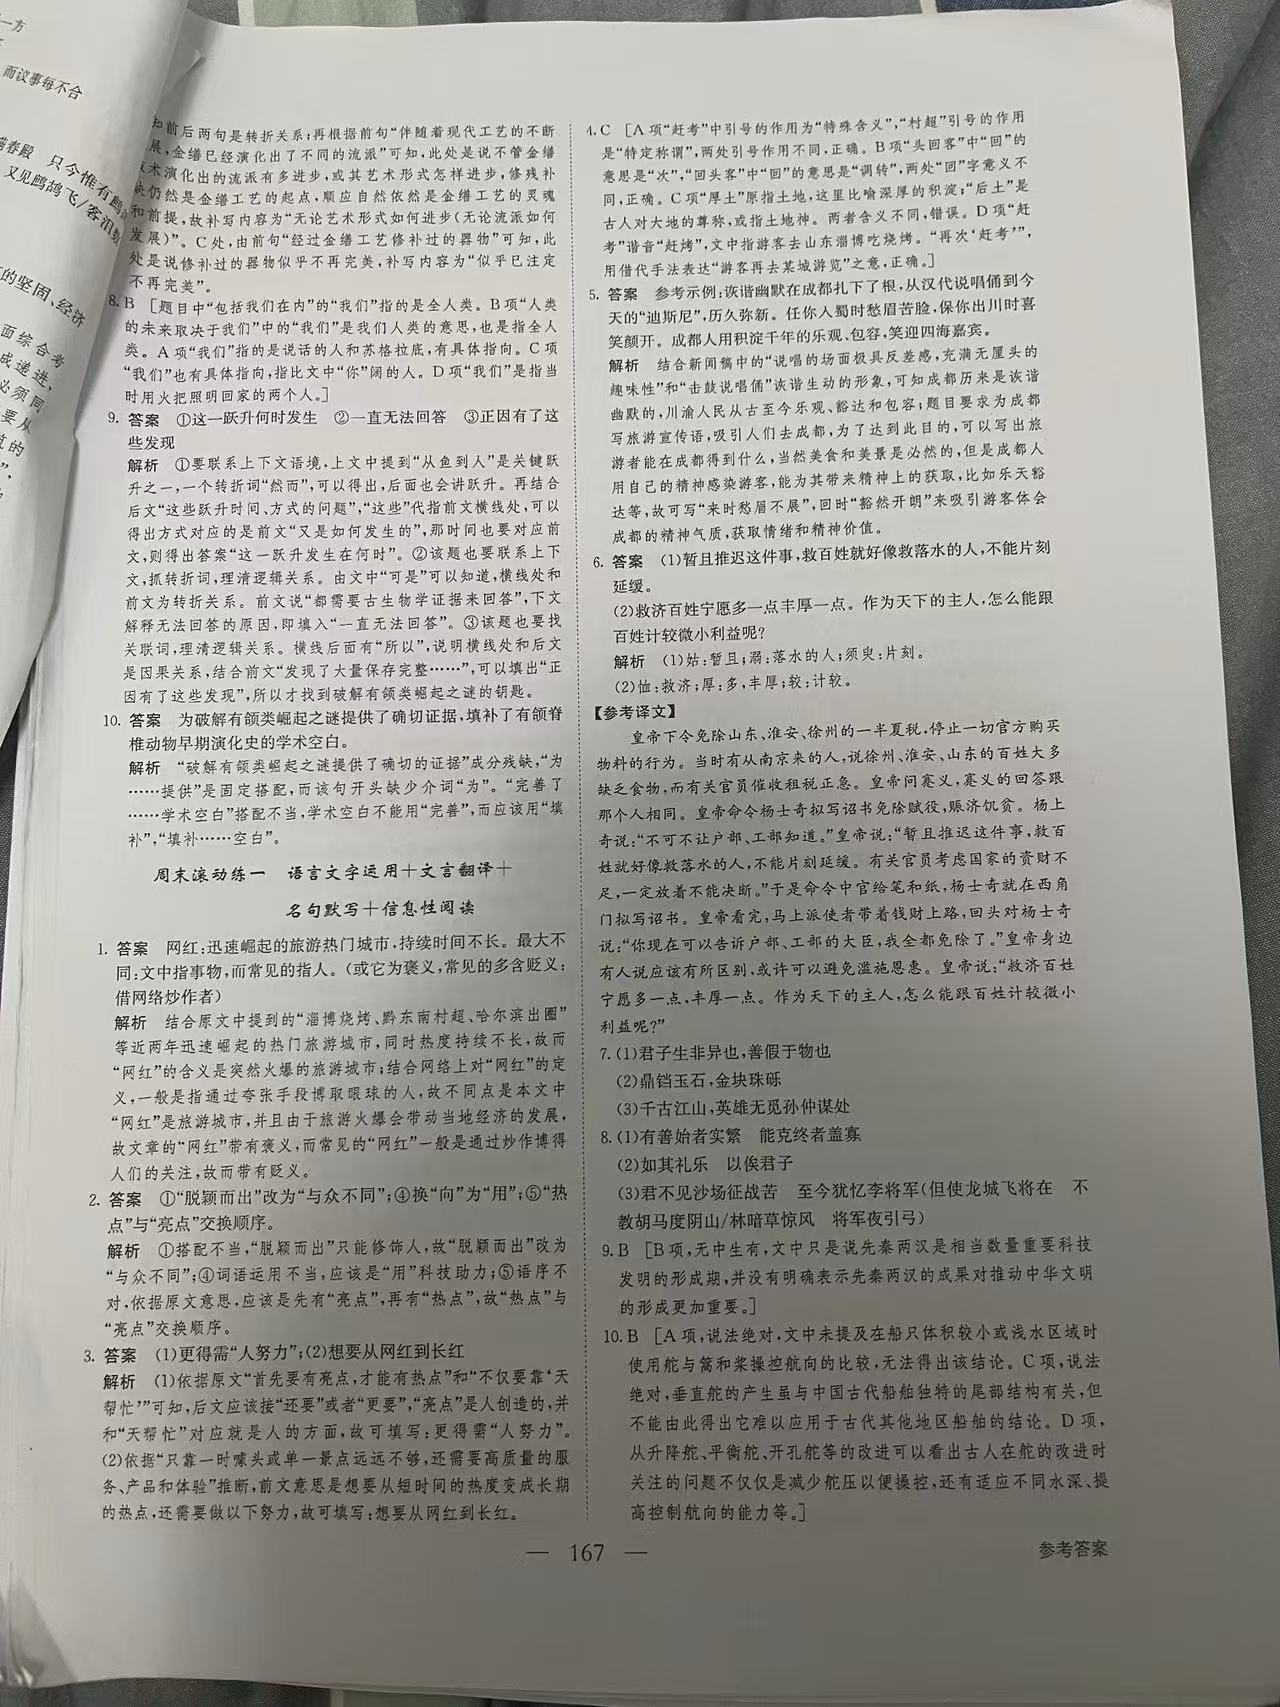 一方
而议事每不合
满春殿 只今惟有鹧
又见鹧鸪飞/客泪数
的坚固、经济
面综合考
成递进,
必须同
要从
说的
知前后两句是转折关系;再根据前句“伴随着现代工艺的不断
展,金缮已经演化出了不同的流派”可知,此处是说不管金缮
技术演化出的流派有多进步,或其艺术形式怎样进步,修残补
缺仍然是金缮工艺的起点,顺应自然依然是金缮工艺的灵魂
和前提,故补写内容为“无论艺术形式如何进步(无论流派如何
发展)”。C处,由前句“经过金缮工艺修补过的器物”可知,此
处是说修补过的器物似乎不再完美,补写内容为“似乎已注定
不再完美”。
8. B [题目中“包括我们在内”的“我们”指的是全人类。B项“人类
的未来取决于我们”中的“我们”是我们人类的意思,也是指全人
类。A项“我们”指的是说话的人和苏格拉底,有具体指向。C项
“我们”也有具体指向,指比文中“你”阔的人。D项“我们”是指当
时用火把照明回家的两个人。]
9. 答案 ①这一跃升何时发生 ②一直无法回答 ③正因有了这
些发现
解析 ①要联系上下文语境,上文中提到“从鱼到人”是关键跃
升之一,一个转折词“然而”,可以得出,后面也会讲跃升。再结合
后文“这些跃升时间、方式的问题”,“这些”代指前文横线处,可以
得出方式对应的是前文“又是如何发生的”,那时间也要对应前
文,则得出答案“这一跃升发生在何时”。②该题也要联系上下
文,抓转折词,理清逻辑关系。由文中“可是”可以知道,横线处和
前文为转折关系。前文说“都需要古生物学证据来回答”,下文
解释无法回答的原因,即填入“一直无法回答”。③该题也要找
关联词,理清逻辑关系。横线后面有“所以”,说明横线处和后文
是因果关系,结合前文“发现了大量保存完整……”,可以填出“正
因有了这些发现”,所以才找到破解有颌类崛起之谜的钥匙。
10. 答案 为破解有颌类崛起之谜提供了确切证据,填补了有颌脊
椎动物早期演化史的学术空白。
解析 “破解有颌类崛起之谜提供了确切的证据”成分残缺,“为
……提供”是固定搭配,而该句开头缺少介词“为”。“完善了
……学术空白”搭配不当,学术空白不能用“完善”,而应该用“填
补”,“填补……空白”。
周末滚动练一 语言文字运用+文言翻译+
名句默写+信息性阅读
1. 答案 网红:迅速崛起的旅游热门城市,持续时间不长。最大不
同:文中指事物,而常见的指人。(或它为褒义,常见的多含贬义;
借网络炒作者)
解析 结合原文中提到的“淄博烧烤、黔东南村超、哈尔滨出圈”
等近两年迅速崛起的热门旅游城市,同时热度持续不长,故而
“网红”的含义是突然火爆的旅游城市;结合网络上对“网红”的定
义,一般是指通过夸张手段博取眼球的人,故不同点是本文中
“网红”是旅游城市,并且由于旅游火爆会带动当地经济的发展,
故文章的“网红”带有褒义,而常见的“网红”一般是通过炒作博得
人们的关注,故而带有贬义。
2. 答案 ①“脱颖而出”改为“与众不同”;④换“向”为“用”;⑤“热
点”与“亮点”交换顺序。
解析 ①搭配不当,“脱颖而出”只能修饰人,故“脱颖而出”改为
“与众不同”;④词语运用不当,应该是“用”科技助力;⑤语序不
对,依据原文意思,应该是先有“亮点”,再有“热点”,故“热点”与
“亮点”交换顺序。
3. 答案 (1)更得需“人努力”;(2)想要从网红到长红
解析 (1)依据原文“首先要有亮点,才能有热点”和“不仅要靠‘天
帮忙’”可知,后文应该接“还要”或者“更要”,“亮点”是人创造的,并
和“天帮忙”对应就是人的方面,故可填写:更得需“人努力”。
(2)依据“只靠一时噱头或单一景点远远不够,还需要高质量的服
务、产品和体验”推断,前文意思是想要从短时间的热度变成长期
的热点,还需要做以下努力,故可填写:想要从网红到长红。
4. C [A项“赶考”中引号的作用为“特殊含义”,“村超”引号的作用
是“特定称谓”,两处引号作用不同,正确。B项“头回客”中“回”的
意思是“次”,“回头客”中“回”的意思是“调转”,两处“回”字意义不
同,正确。C项“厚土”原指土地,这里比喻深厚的积淀;“后土”是
古人对大地的尊称,或指土地神。两者含义不同,错误。D项“赶
考”谐音“赶烤”,文中指游客去山东淄博吃烧烤。“再次‘赶考’”,
用借代手法表达“游客再去某城游览”之意,正确。]
5. 答案 参考示例:诙谐幽默在成都扎下了根,从汉代说唱俑到今
天的“迪斯尼”,历久弥新。任你入蜀时愁眉苦脸,保你出川时喜
笑颜开。成都人用积淀千年的乐观、包容,笑迎四海嘉宾。
解析 结合新闻稿中的“说唱的场面极具反差感,充满无厘头的
趣味性”和“击鼓说唱俑”诙谐生动的形象,可知成都历来是诙谐
幽默的,川渝人民从古至今乐观、豁达和包容;题目要求为成都
写旅游宣传语,吸引人们去成都,为了达到此目的,可以写出旅
游者能在成都得到什么,当然美食和美景是必然的,但是成都人
用自己的精神感染游客,能为其带来精神上的获取,比如乐天豁
达等,故可写“来时愁眉不展”,回时“豁然开朗”来吸引游客体会
成都的精神气质,获取情绪和精神价值。
6. 答案 (1)暂且推迟这件事,救百姓就好像救落水的人,不能片刻
延缓。
(2)救济百姓宁愿多一点丰厚一点。作为天下的主人,怎么能跟
百姓计较微小利益呢?
解析 (1)姑:暂且;溺:落水的人;须臾:片刻。
(2)恤:救济;厚:多,丰厚;较:计较。
【参考译文】
皇帝下令免除山东、淮安、徐州的一半夏税,停止一切官方购买
物料的行为。当时有从南京来的人,说徐州、淮安、山东的百姓大多
缺乏食物,而有关官员催收租税正急。皇帝问蹇义,蹇义的回答跟
那个人相同。皇帝命令杨士奇拟写诏书免除赋役,赈济饥贫。杨上
奇说:“不可不让户部、工部知道。”皇帝说:“暂且推迟这件事,救百
姓就好像救落水的人,不能片刻延缓。有关官员考虑国家的资财不
足,一定放着不能决断。”于是命令中官给笔和纸,杨士奇就在西角
门拟写诏书。皇帝看完,马上派使者带着钱财上路,回头对杨士奇
说:“你现在可以告诉户部、工部的大臣,我全都免除了。”皇帝身边
有人说应该有所区别,或许可以避免滥施恩惠。皇帝说:“救济百姓
宁愿多一点,丰厚一点。作为天下的主人,怎么能跟百姓计较微小
利益呢?”
7. (1)君子生非异也,善假于物也
(2)鼎铛玉石,金块珠砾
(3)千古江山,英雄无觅孙仲谋处
8. (1)有善始者实繁 能克终者盖寡
(2)如其礼乐 以俟君子
(3)君不见沙场征战苦 至今犹忆李将军(但使龙城飞将在 不
教胡马度阴山/林暗草惊风 将军夜引弓)
9. B [B项,无中生有,文中只是说先秦两汉是相当数量重要科技
发明的形成期,并没有明确表示先秦两汉的成果对推动中华文明
的形成更加重要。]
10. B [A项,说法绝对,文中未提及在船只体积较小或浅水区域时
使用舵与篙和桨操控航向的比较,无法得出该结论。C项,说法
绝对,垂直舵的产生虽与中国古代船舶独特的尾部结构有关,但
不能由此得出它难以应用于古代其他地区船舶的结论。D项,
从升降舵、平衡舵、开孔舵等的改进可以看出古人在舵的改进时
关注的问题不仅仅是减少舵压以便操控,还有适应不同水深、提
高控制航向的能力等。]
— 167 —
参考答案